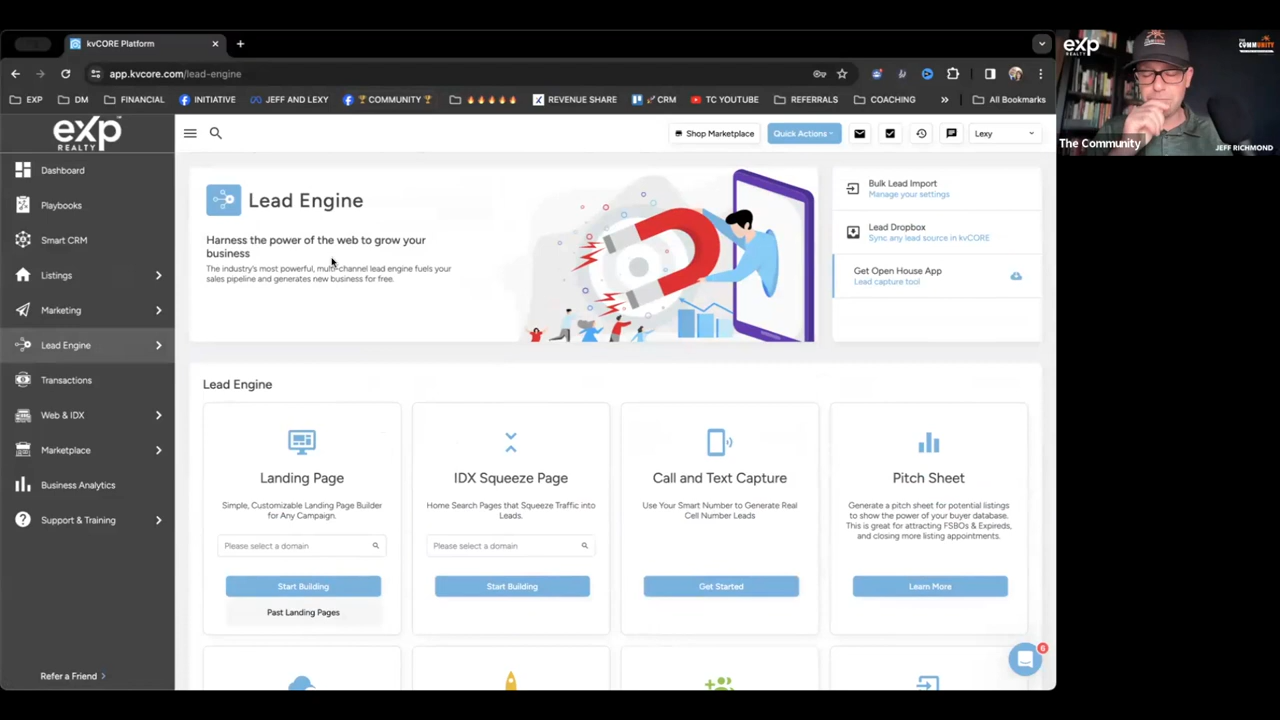 kvCORE Platform
app.kvcore.com/lead-engine
EXP
DM
FINANCIAL
INITIATIVE
JEFF AND LEXY
COMMUNITY
REVENUE SHARE
CRM
TC YOUTUBE
REFERRALS
COACHING
All Bookmarks
exp
REALTY
Shop Marketplace
Quick Actions
Lexy
Dashboard
Playbooks
Smart CRM
Listings
Marketing
Lead Engine
Transactions
Web & IDX
Marketplace
Business Analytics
Support & Training
Refer a Friend
Lead Engine
Harness the power of the web to grow your
business
The industry's most powerful, multi-channel lead engine fuels your
sales pipeline and generates new business for free.
Bulk Lead Import
Manage your settings
Lead Dropbox
Sync any lead source in kvCORE
Get Open House App
Lead capture tool
Lead Engine
Landing Page
Simple, Customizable Landing Page Builder
for Any Campaign.
Please select a domain
Start Building
Past Landing Pages
IDX Squeeze Page
Home Search Pages that Squeeze Traffic into
Leads.
Please select a domain
Start Building
Call and Text Capture
Use Your Smart Number to Generate Real
Cell Number Leads
Get Started
Pitch Sheet
Generate a pitch sheet for potential listings
to show the power of your buyer database.
This is great for attracting FSBOs & Expireds,
and closing more listing appointments.
Learn More
6
exp
REALTY
THE
COMMUNITY
The Community
JEFF RICHMOND